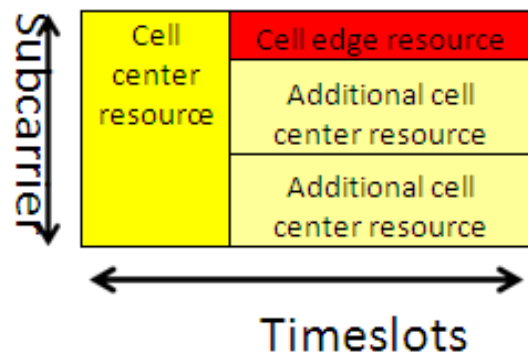 Subcarrier
Cell
center
resource
Cell edge resource
Additional cell
center resource
Additional cell
center resource
Timeslots